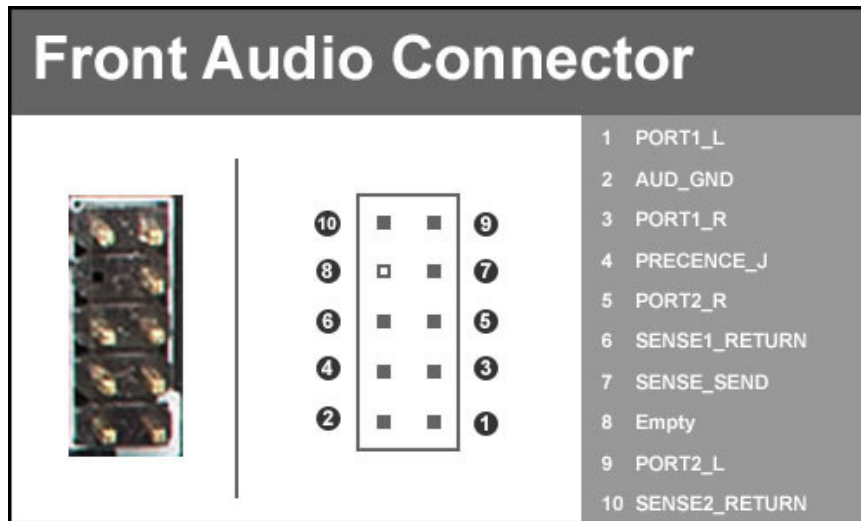 Front Audio Connector
10 9
8 7
6 5
4 3
2 1
1 PORT1_L
2 AUD_GND
3 PORT1_R
4 PRECENCE_J
5 PORT2_R
6 SENSE1_RETURN
7 SENSE_SEND
8 Empty
9 PORT2_L
10 SENSE2_RETURN